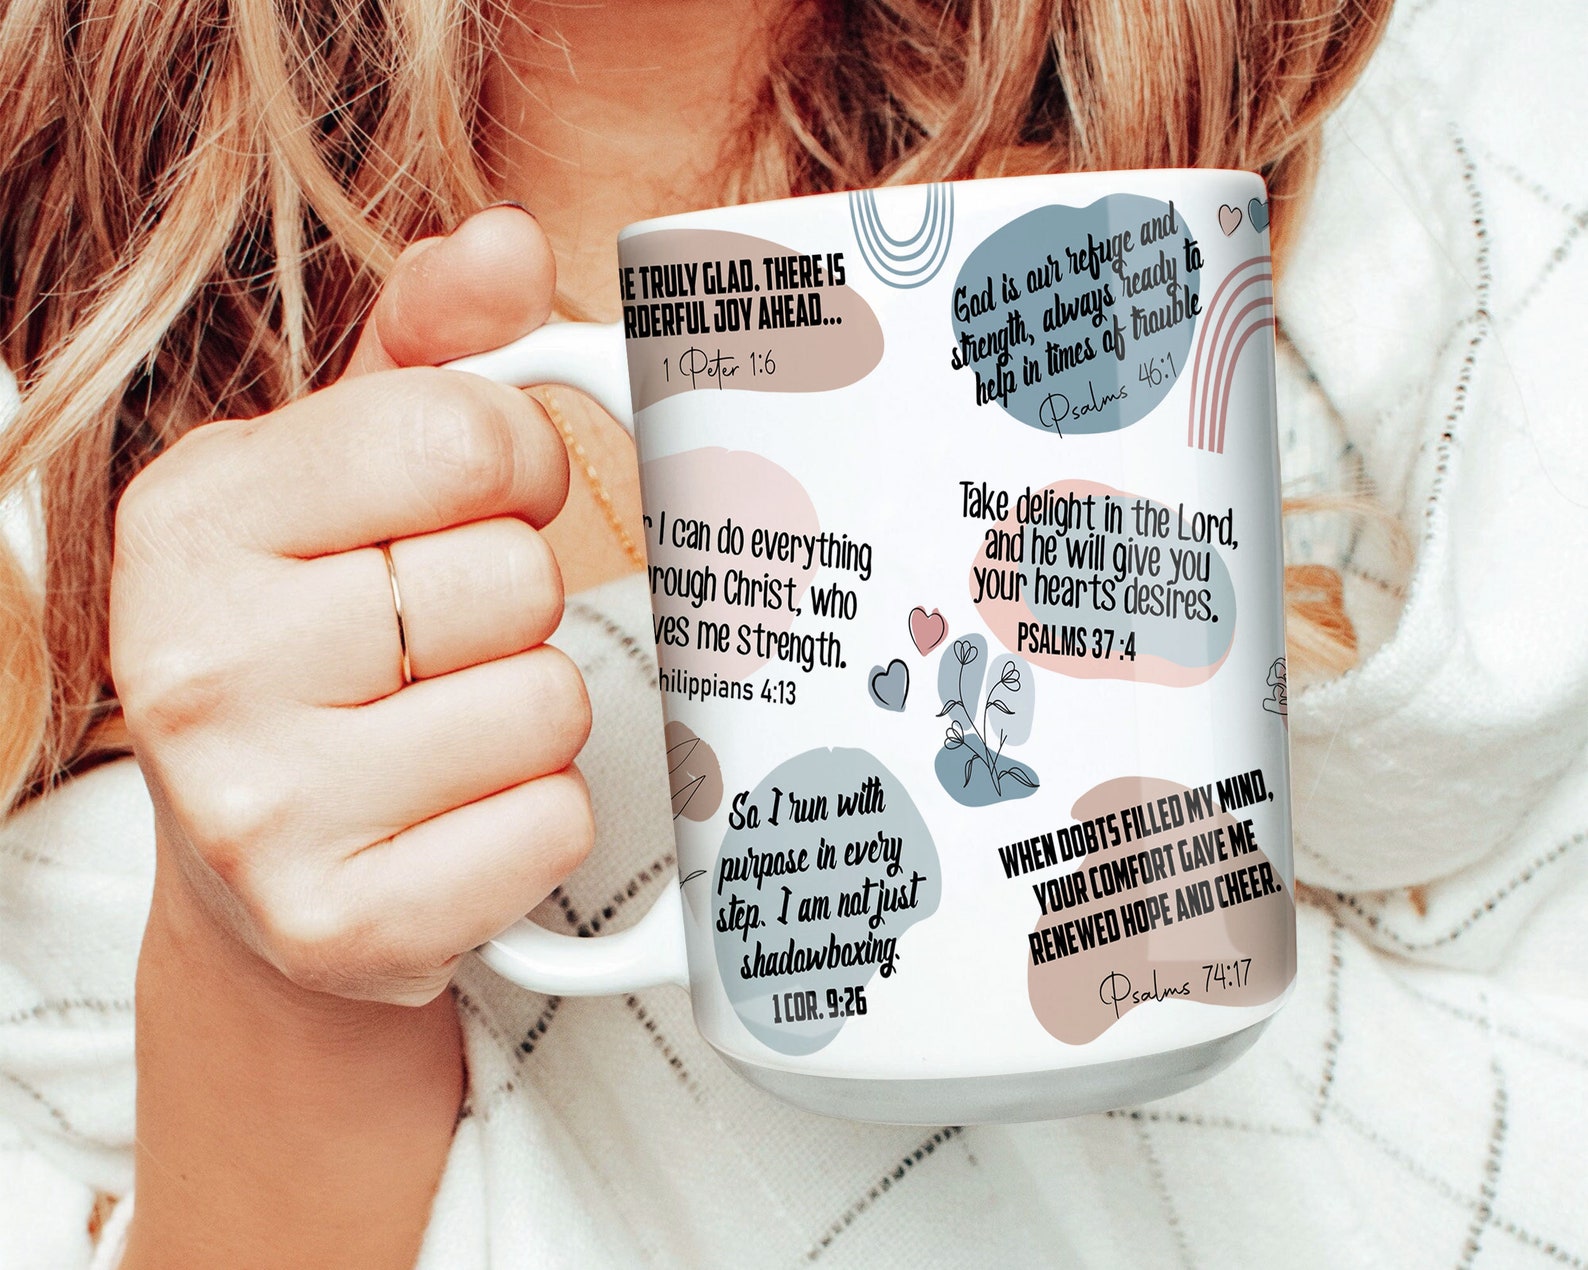 BE TRULY GLAD. THERE IS
RDERFUL JOY AHEAD...
1 Peter 1:6
God is our refuge and
strength, always ready to
help in times of trouble
Psalms 46:1
r I can do everything
rough Christ, who
ves me strength.
hilippians 4:13
Take delight in the Lord,
and he will give you
your hearts desires.
PSALMS 37 :4
So I run with
purpose in every
step. I am not just
shadowboxing.
1 COR. 9:26
WHEN DOBTS FILLED MY MIND,
YOUR COMFORT GAVE ME
RENEWED HOPE AND CHEER.
Psalms 74:17